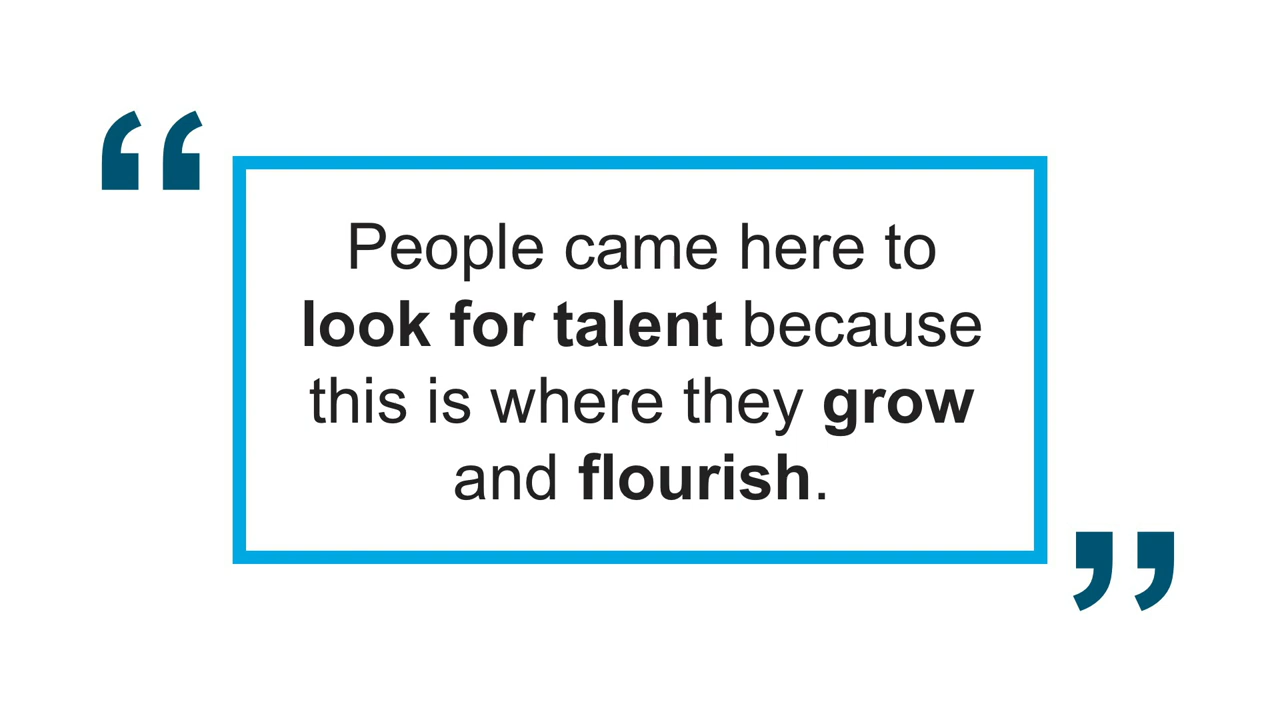 “
People came here to
look for talent because
this is where they grow
and flourish.
”